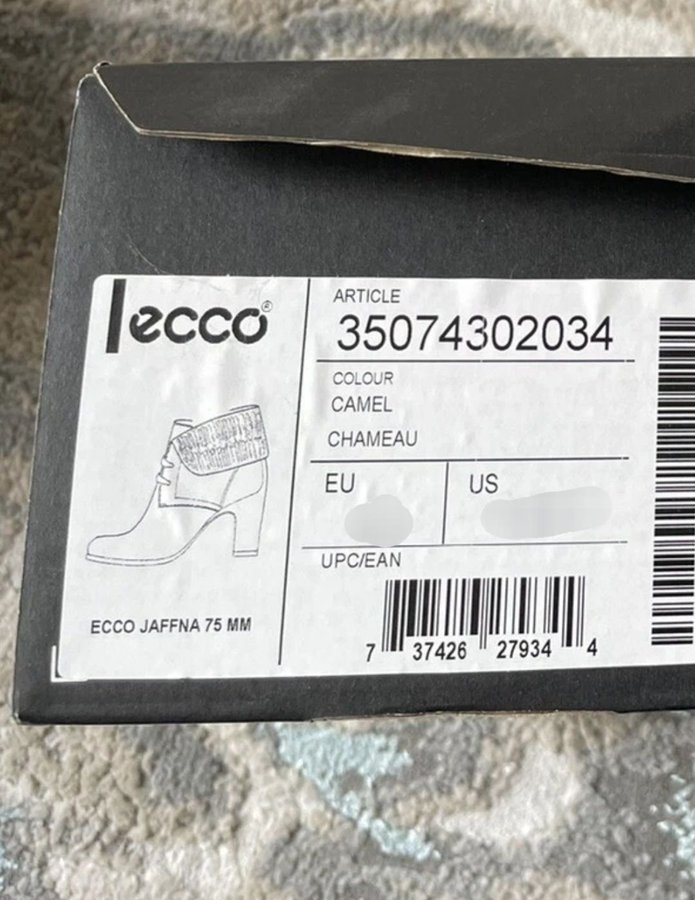 ecco®
ECCO JAFFNA 75 MM
ARTICLE
35074302034
COLOUR
CAMEL
CHAMEAU
EU
US
UPC/EAN
7 37426 27934 4